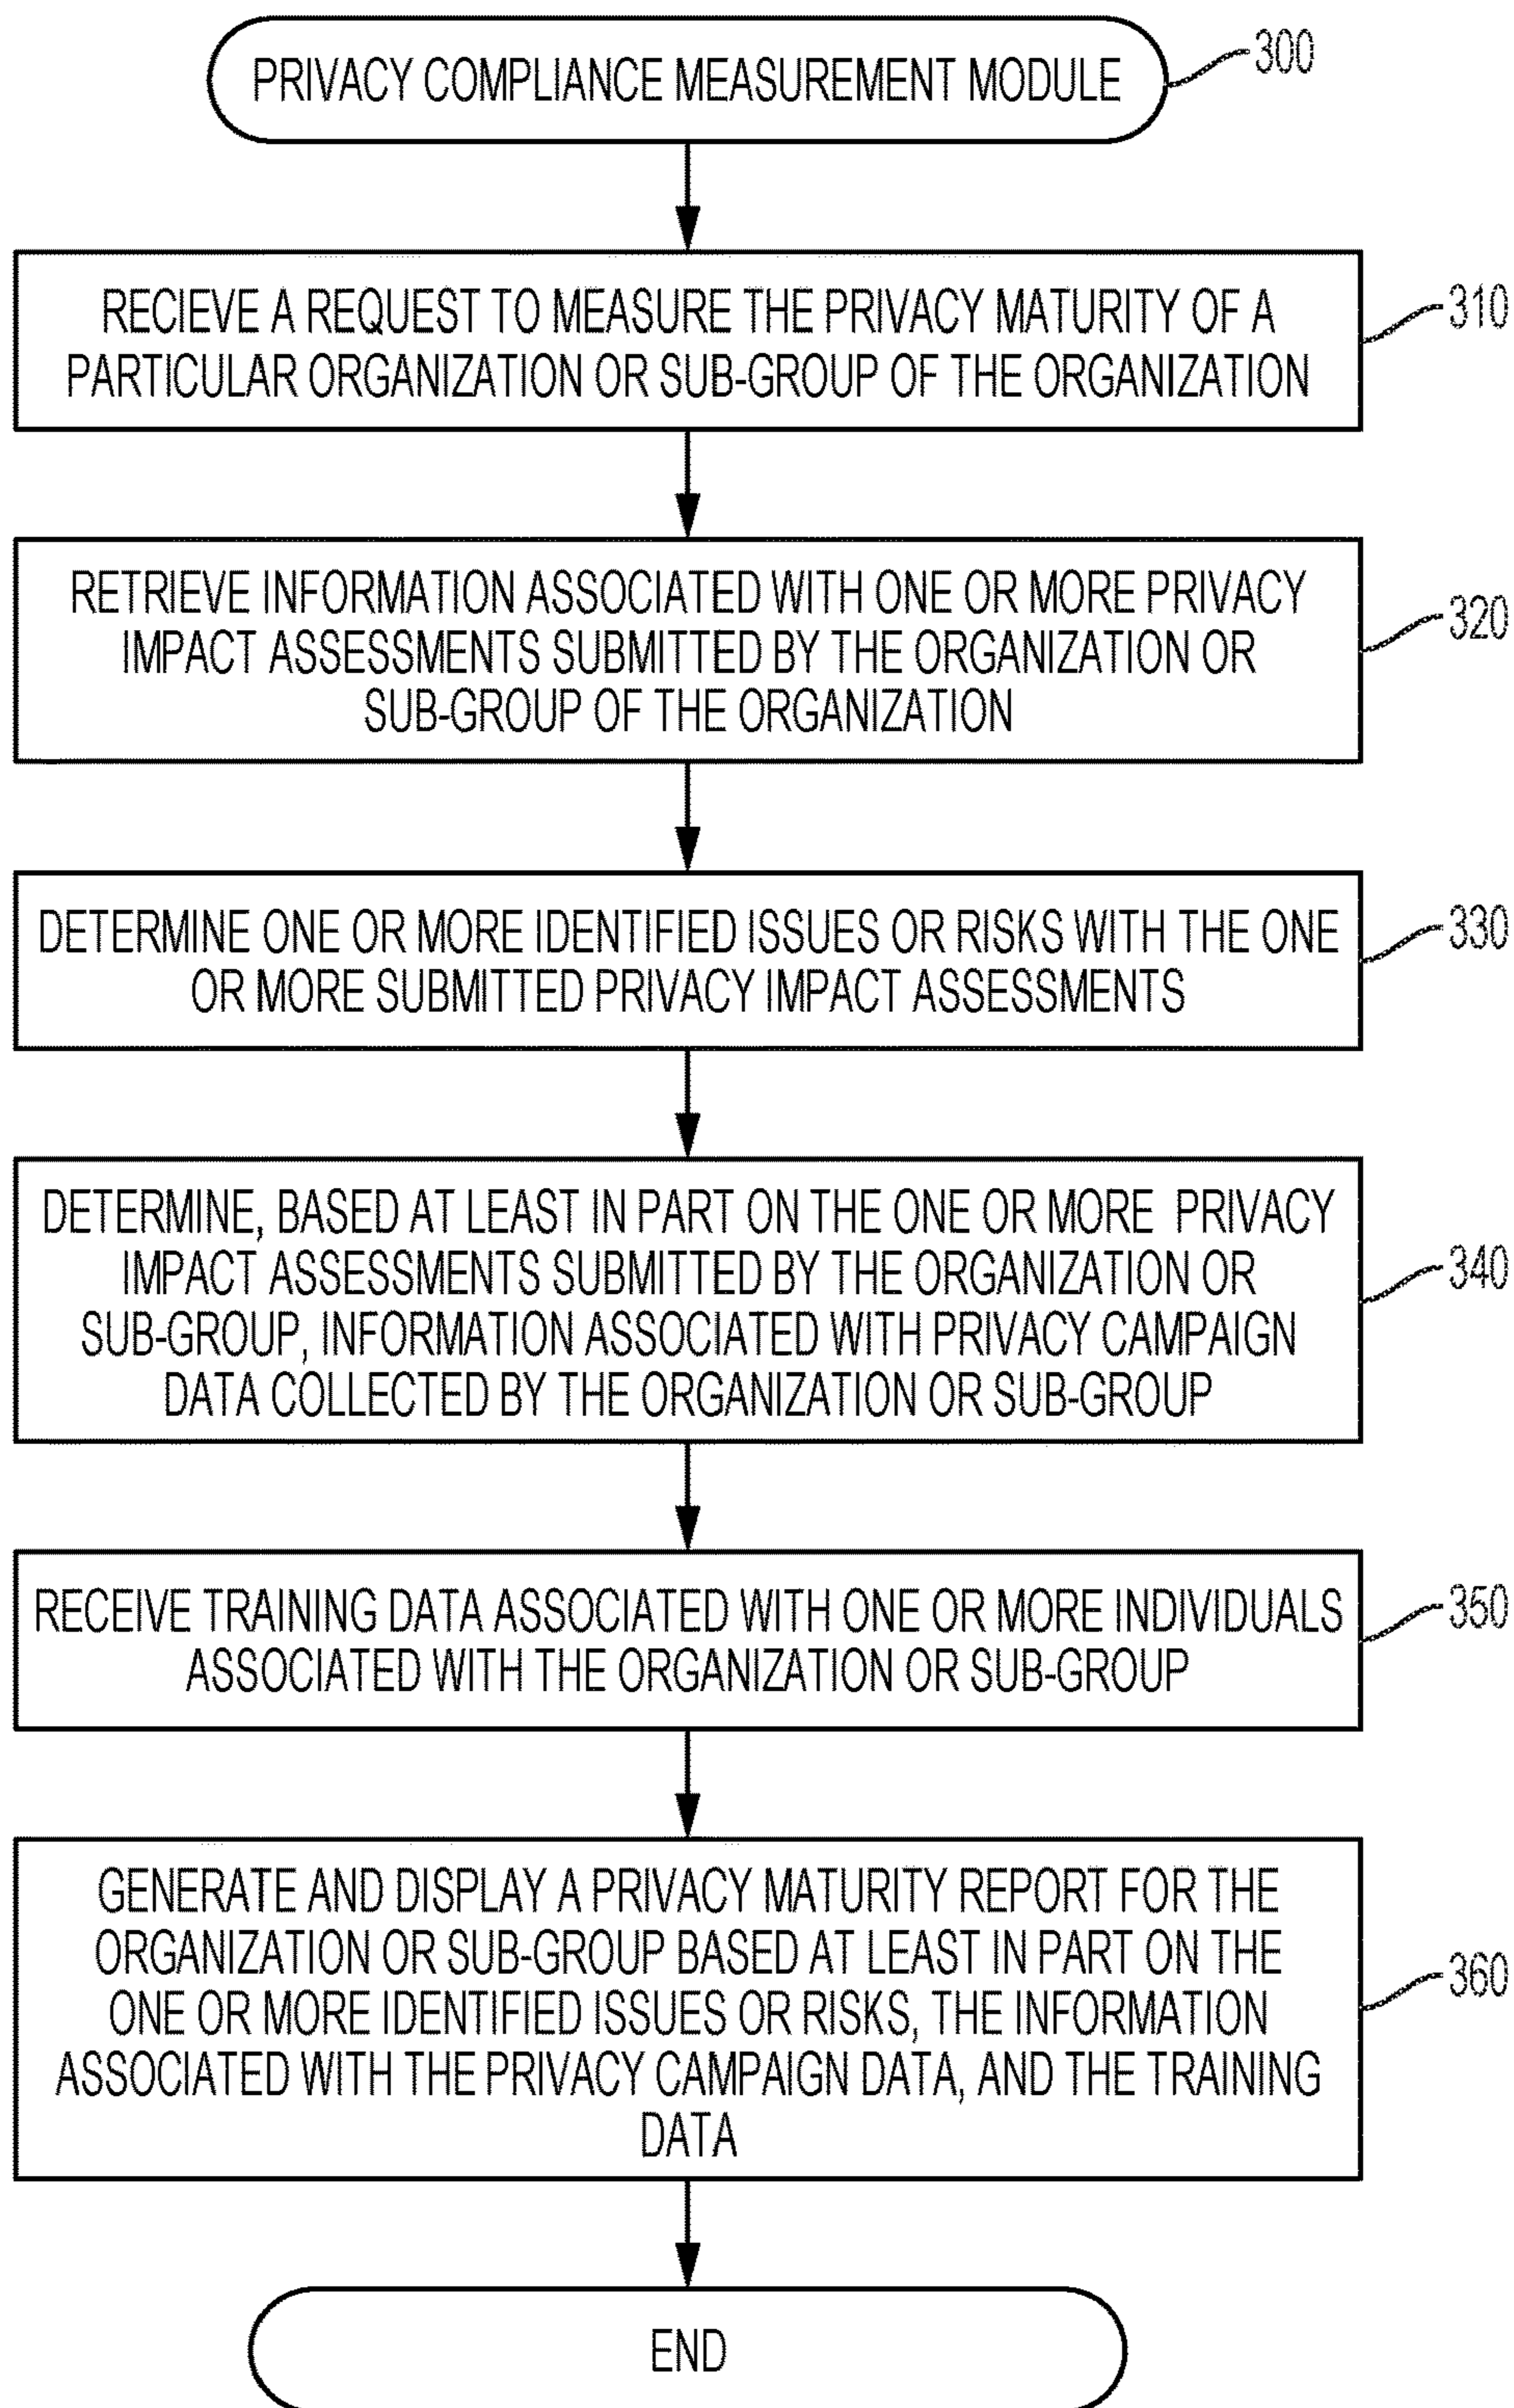 PRIVACY COMPLIANCE MEASUREMENT MODULE
300
RECIEVE A REQUEST TO MEASURE THE PRIVACY MATURITY OF A
PARTICULAR ORGANIZATION OR SUB-GROUP OF THE ORGANIZATION
310
RETRIEVE INFORMATION ASSOCIATED WITH ONE OR MORE PRIVACY
IMPACT ASSESSMENTS SUBMITTED BY THE ORGANIZATION OR
SUB-GROUP OF THE ORGANIZATION
320
DETERMINE ONE OR MORE IDENTIFIED ISSUES OR RISKS WITH THE ONE
OR MORE SUBMITTED PRIVACY IMPACT ASSESSMENTS
330
DETERMINE, BASED AT LEAST IN PART ON THE ONE OR MORE PRIVACY
IMPACT ASSESSMENTS SUBMITTED BY THE ORGANIZATION OR
SUB-GROUP, INFORMATION ASSOCIATED WITH PRIVACY CAMPAIGN
DATA COLLECTED BY THE ORGANIZATION OR SUB-GROUP
340
RECEIVE TRAINING DATA ASSOCIATED WITH ONE OR MORE INDIVIDUALS
ASSOCIATED WITH THE ORGANIZATION OR SUB-GROUP
350
GENERATE AND DISPLAY A PRIVACY MATURITY REPORT FOR THE
ORGANIZATION OR SUB-GROUP BASED AT LEAST IN PART ON THE
ONE OR MORE IDENTIFIED ISSUES OR RISKS, THE INFORMATION
ASSOCIATED WITH THE PRIVACY CAMPAIGN DATA, AND THE TRAINING
DATA
360
END